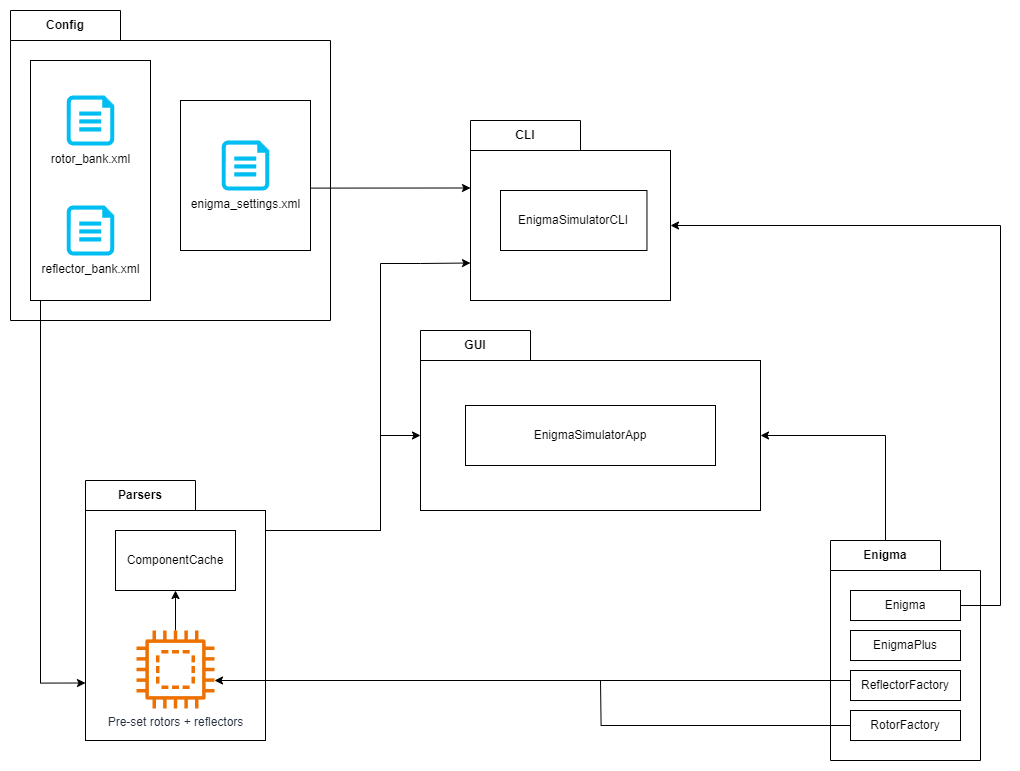 Config
rotor_bank.xml
enigma_settings.xml
reflector_bank.xml
CLI
EnigmaSimulatorCLI
GUI
EnigmaSimulatorApp
Parsers
ComponentCache
Pre-set rotors + reflectors
Enigma
Enigma
EnigmaPlus
ReflectorFactory
RotorFactory